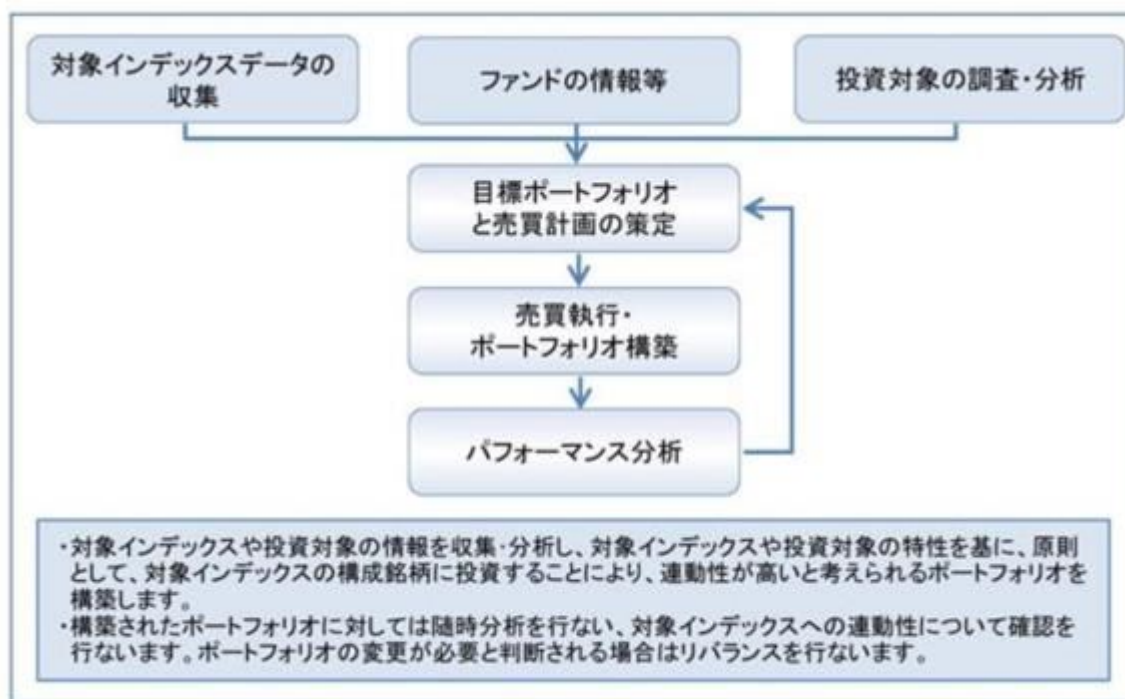 対象インデックスデータの
収集
ファンドの情報等
投資対象の調査・分析
目標ポートフォリオ
と売買計画の策定
売買執行・
ポートフォリオ構築
パフォーマンス分析
・対象インデックスや投資対象の情報を収集・分析し、対象インデックスや投資対象の特性を基に、原則
として、対象インデックスの構成銘柄に投資することにより、連動性が高いと考えられるポートフォリオを
構築します。
・構築されたポートフォリオに対しては随時分析を行ない、対象インデックスへの連動性について確認を
行ないます。ポートフォリオの変更が必要と判断される場合はリバランスを行ないます。